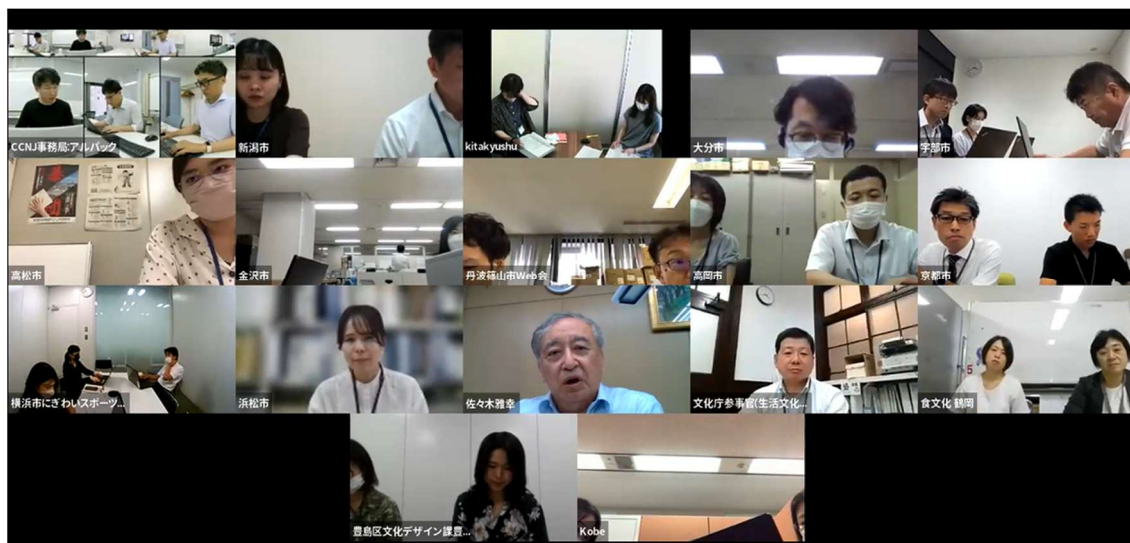 CCNJ事務局:アルパック
新潟市
kitakyushu
大分市
宇部市
高松市
金沢市
丹波篠山市Web会
高岡市
京都市
横浜市にぎわいスポーツ...
浜松市
佐々木雅幸
文化庁参事官(生活文化...
食文化 鶴岡
豊島区文化デザイン課豊...
Kobe